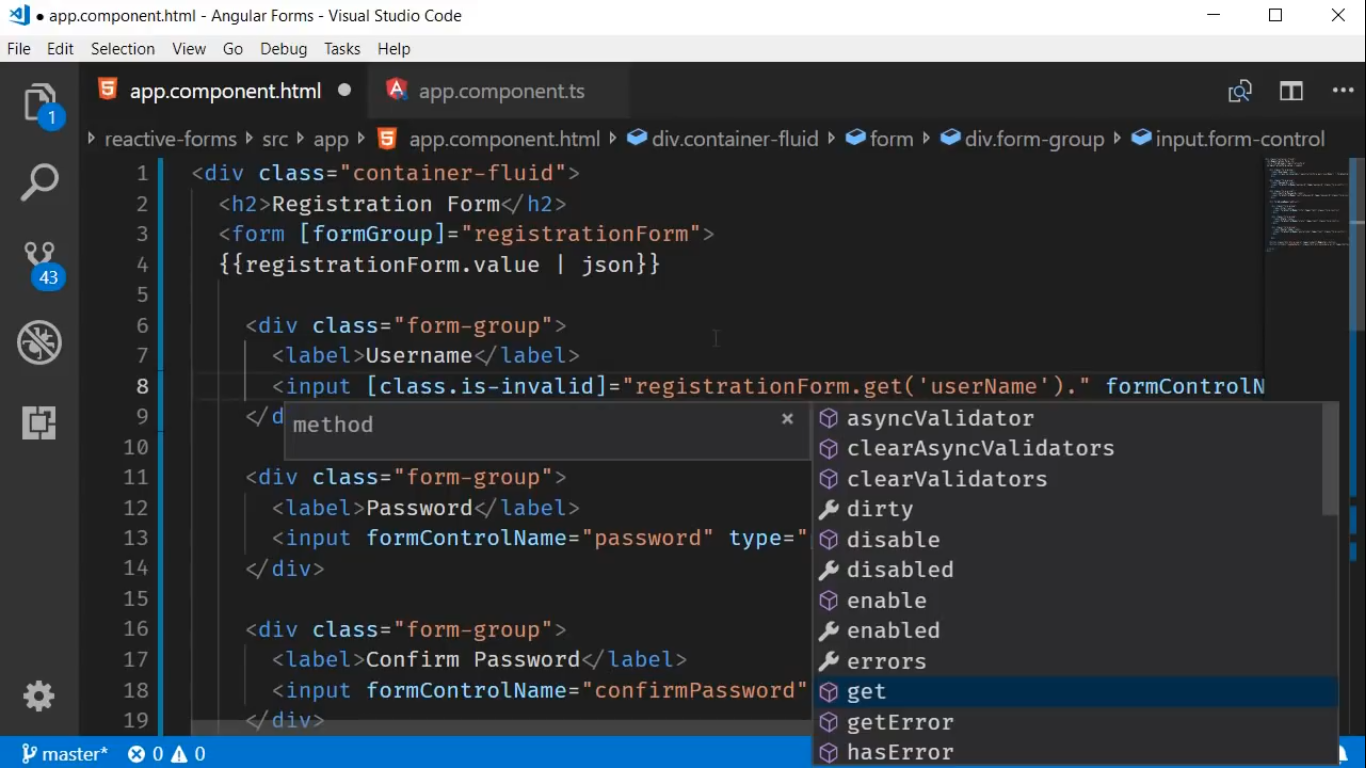 app.component.html - Angular Forms - Visual Studio Code
File Edit Selection View Go Debug Tasks Help
app.component.html app.component.ts
1
reactive-forms src app app.component.html div.container-fluid form div.form-group input.form-control
1 <div class="container-fluid">
2 <h2>Registration Form</h2>
3 <form [formGroup]="registrationForm">
4 {{registrationForm.value | json}}
5
6 <div class="form-group">
7 <label>Username</label>
8 <input [class.is-invalid]="registrationForm.get('userName')." formControlN
9 </d
method ×
10
11 <div class="form-group">
12 <label>Password</label>
13 <input formControlName="password" type="
14 </div>
15
16 <div class="form-group">
17 <label>Confirm Password</label>
18 <input formControlName="confirmPassword"
19 </div>
asyncValidator
clearAsyncValidators
clearValidators
dirty
disable
disabled
enable
enabled
errors
get
getError
hasError
43
master* 0 0